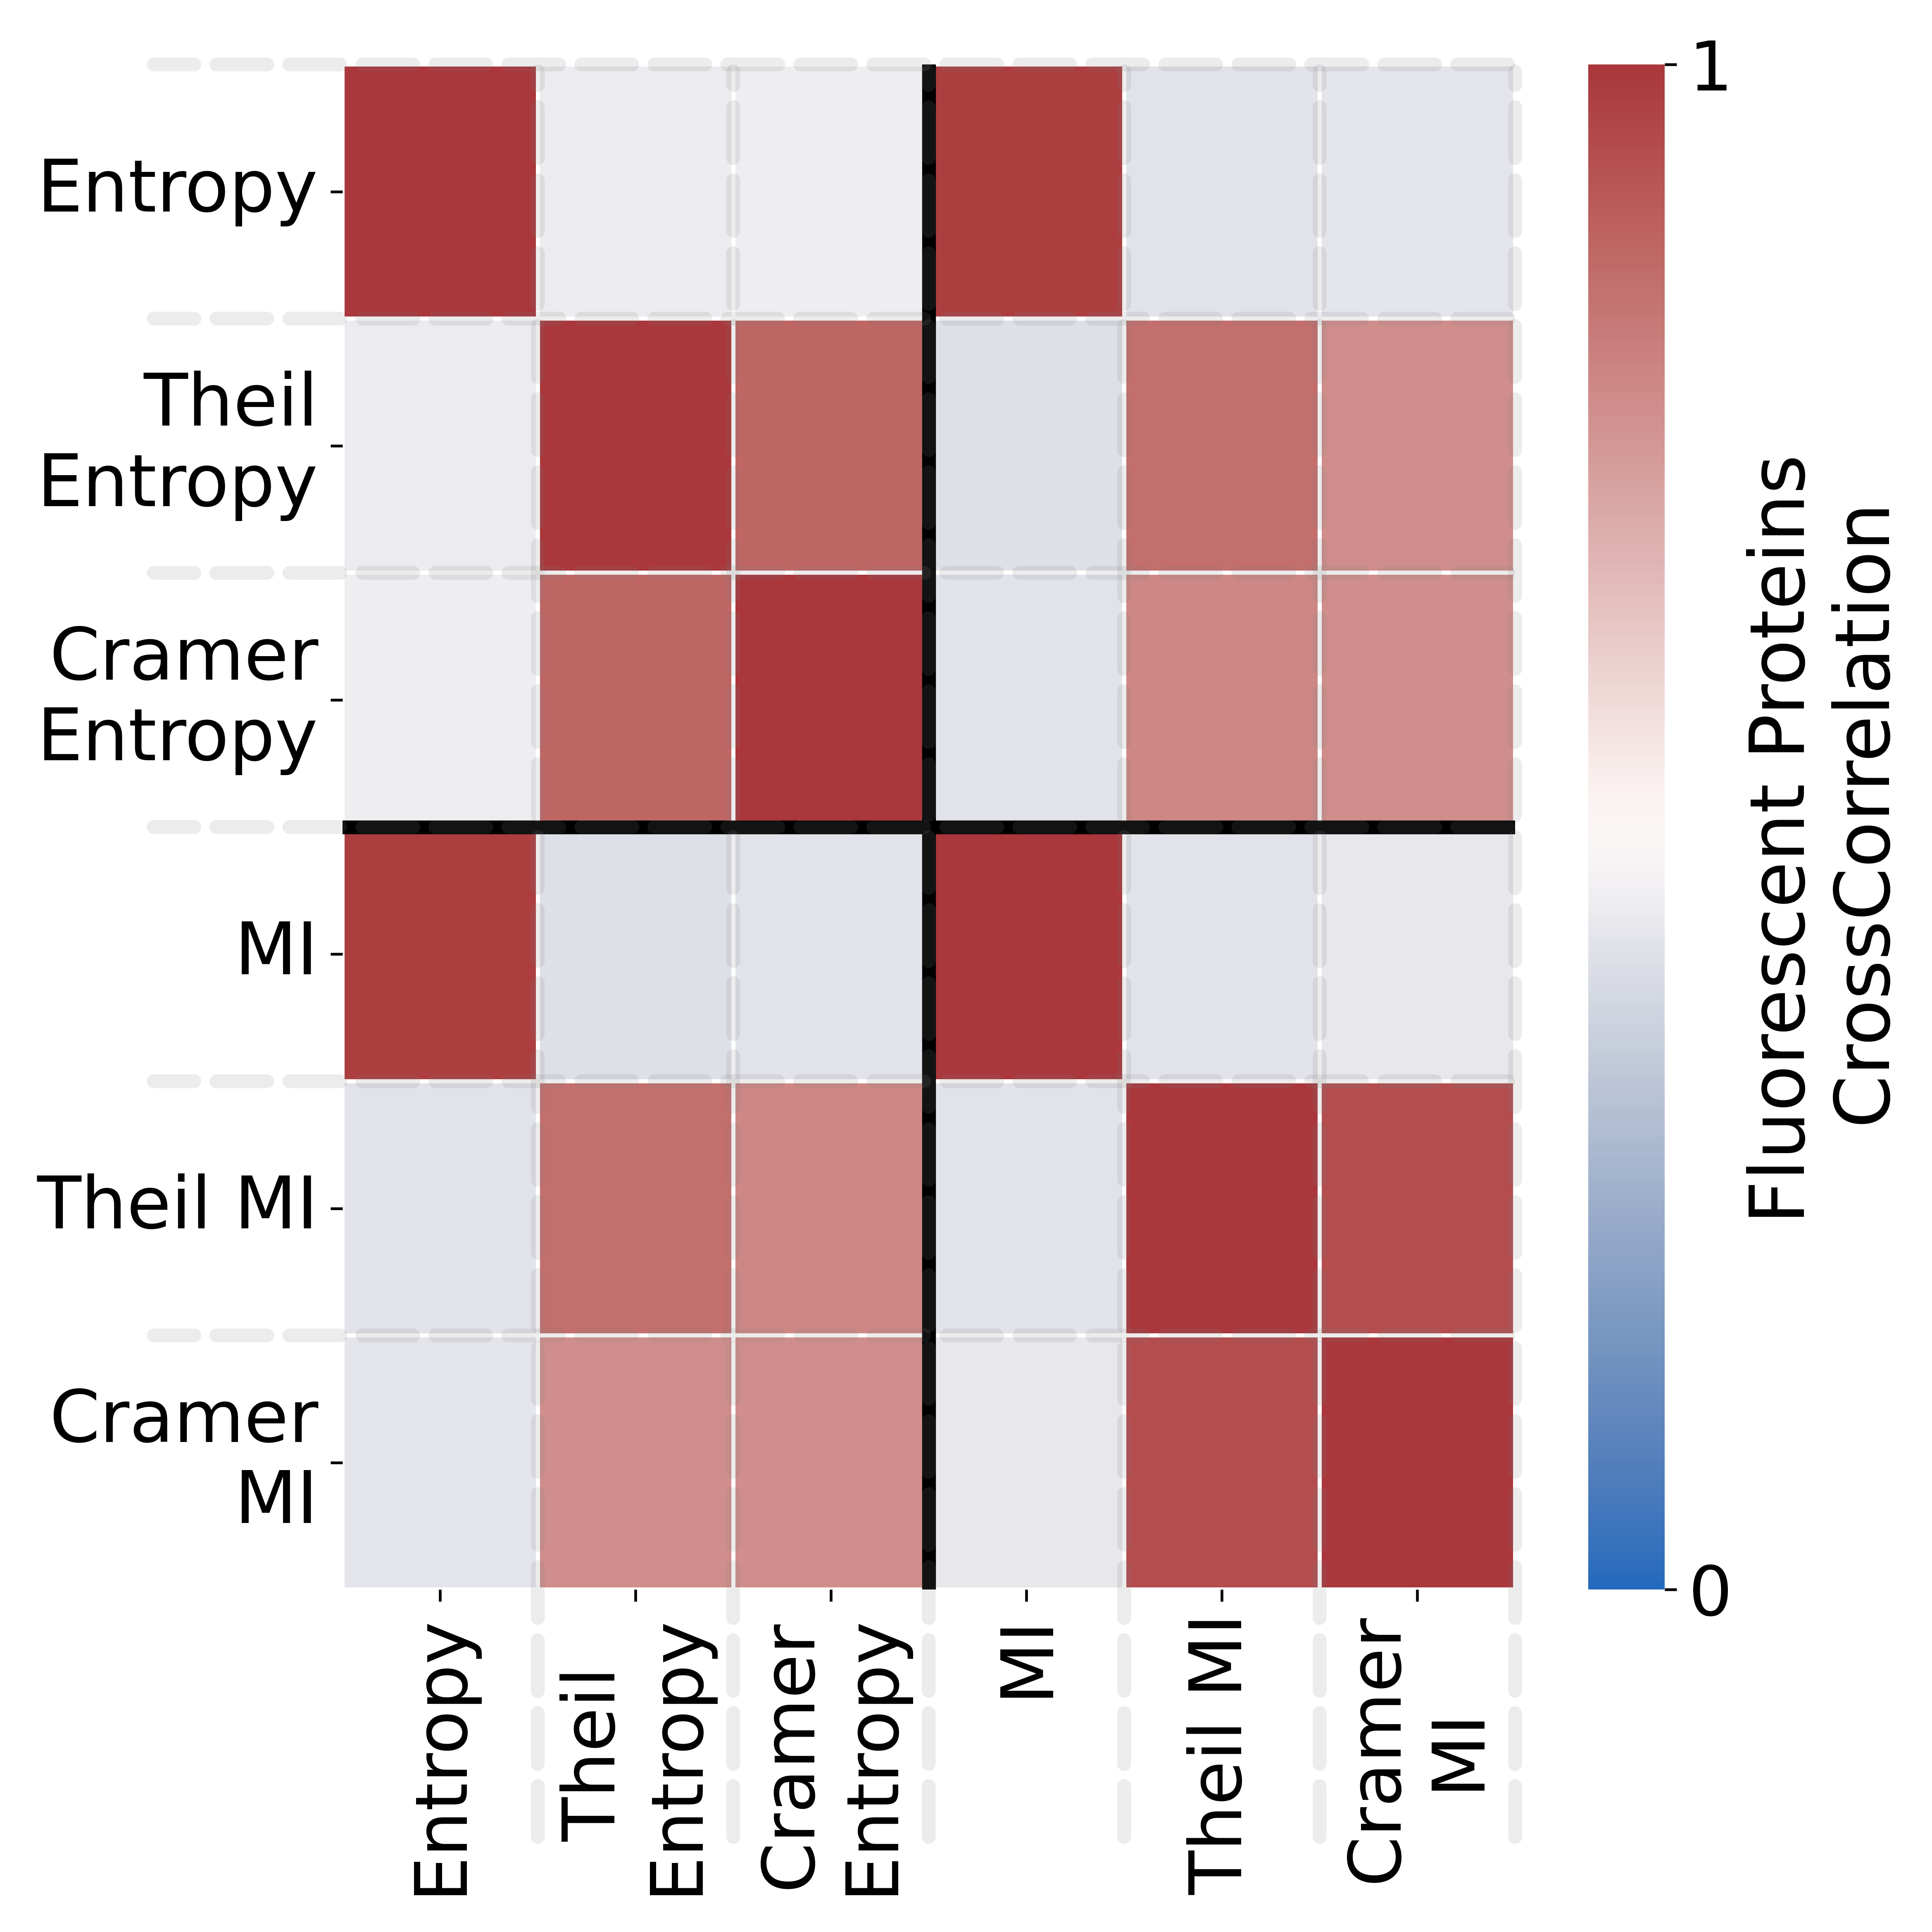 Entropy
Theil
Entropy
Cramer
Entropy
MI
Theil MI
Cramer
MI
Entropy
Theil
Entropy
Cramer
Entropy
MI
Theil MI
Cramer
MI
1
0
Fluorescent Proteins
CrossCorrelation